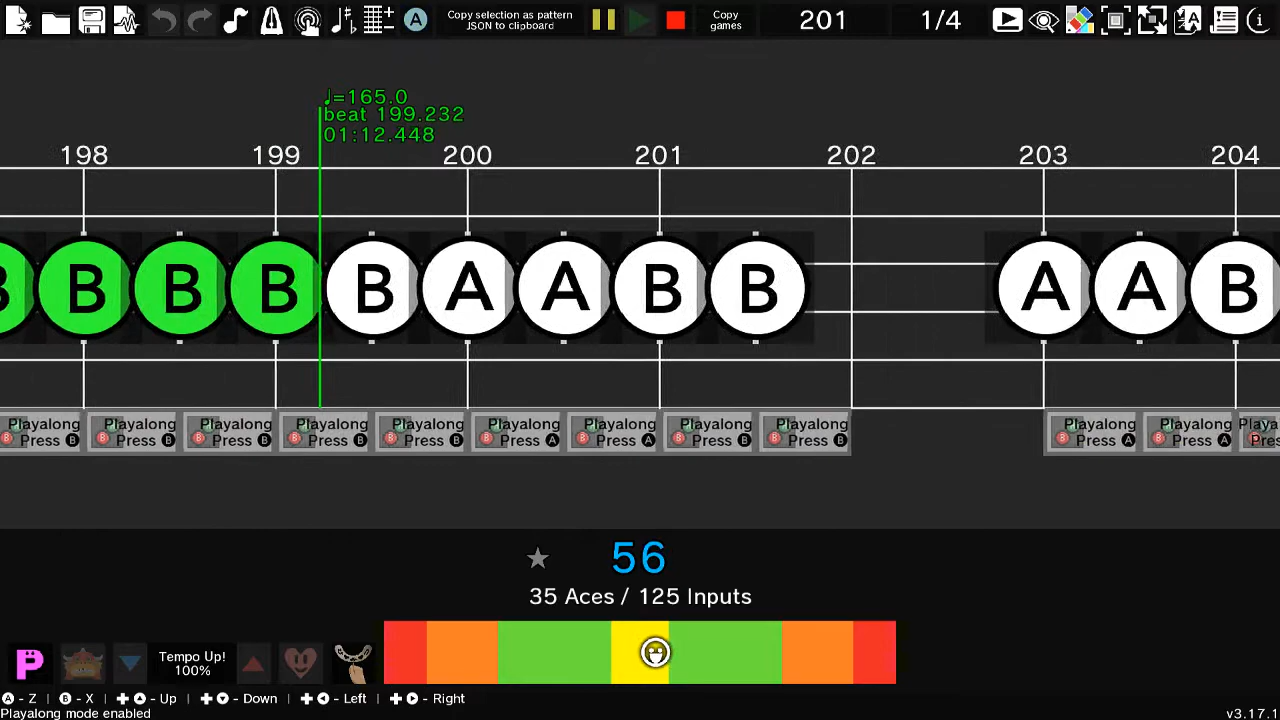 A
Copy selection as pattern
JSON to clipboard
Copy
games
201
1/4
A
♩=165.0
beat 199.232
01:12.448
198 199 200 201 202 203 204
B B B B B A A B B A A B
Playalong Press B
Playalong Press B
Playalong Press B
Playalong Press B
Playalong Press B
Playalong Press A
Playalong Press A
Playalong Press B
Playalong Press B
Playalong Press A
Playalong Press A
56
35 Aces / 125 Inputs
P
Tempo Up!
100%
A - Z | B - X | - Up | - Down | - Left | - Right
Playalong mode enabled
v3.17.1